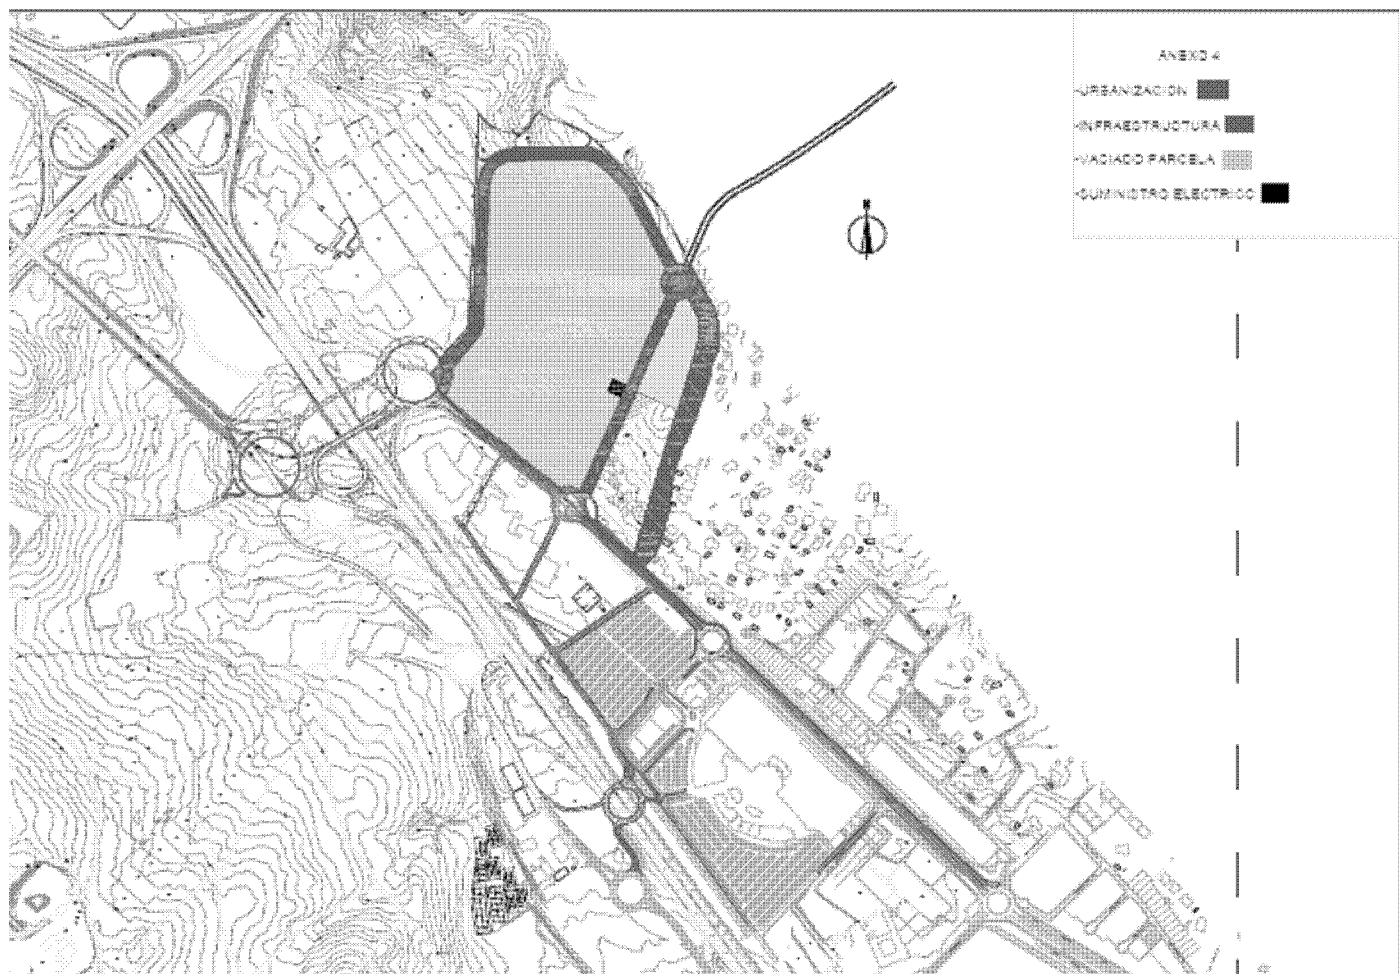 ANEXO 4
-URBANIZACION
-INFRAESTRUCTURA
-VACIADO PARCELA
-SUMINISTRO ELECTRICO
N